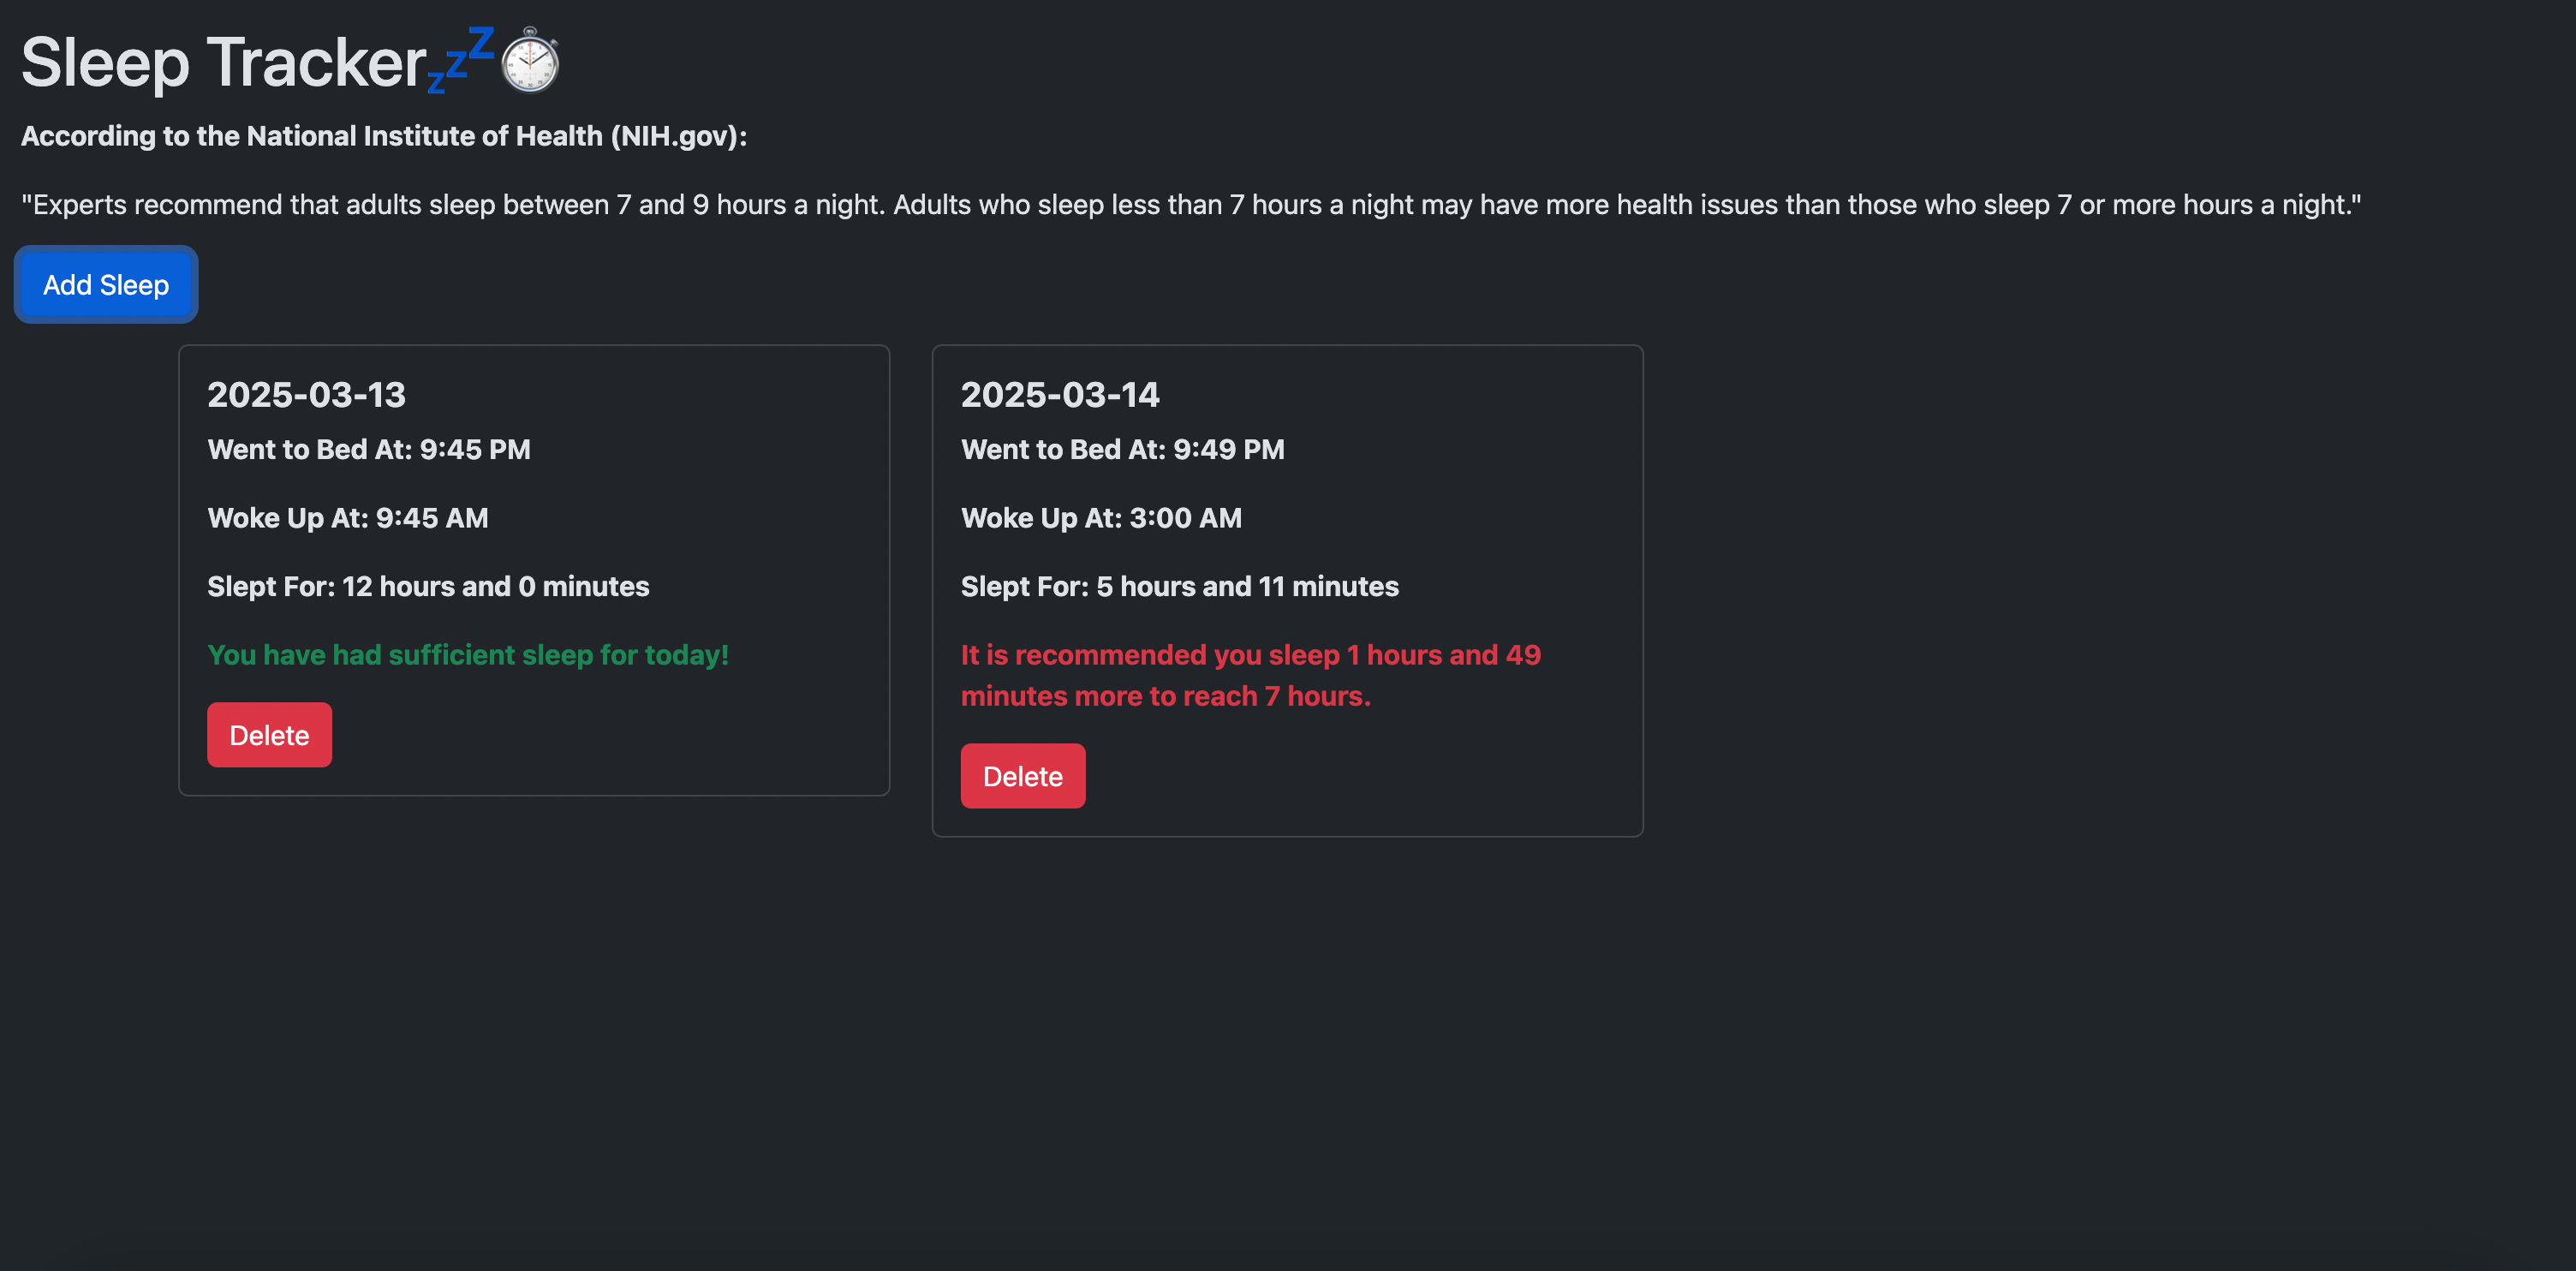 Sleep Tracker💤⏱️
According to the National Institute of Health (NIH.gov):
"Experts recommend that adults sleep between 7 and 9 hours a night. Adults who sleep less than 7 hours a night may have more health issues than those who sleep 7 or more hours a night."
Add Sleep
2025-03-13
Went to Bed At: 9:45 PM
Woke Up At: 9:45 AM
Slept For: 12 hours and 0 minutes
You have had sufficient sleep for today!
Delete
2025-03-14
Went to Bed At: 9:49 PM
Woke Up At: 3:00 AM
Slept For: 5 hours and 11 minutes
It is recommended you sleep 1 hours and 49
minutes more to reach 7 hours.
Delete